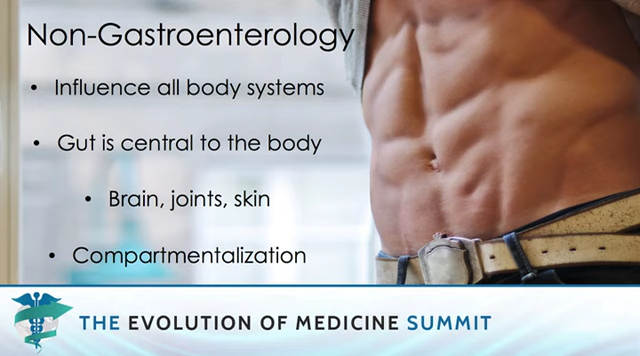 Non-Gastroenterology
• Influence all body systems
• Gut is central to the body
• Brain, joints, skin
• Compartmentalization
THE EVOLUTION OF MEDICINE SUMMIT